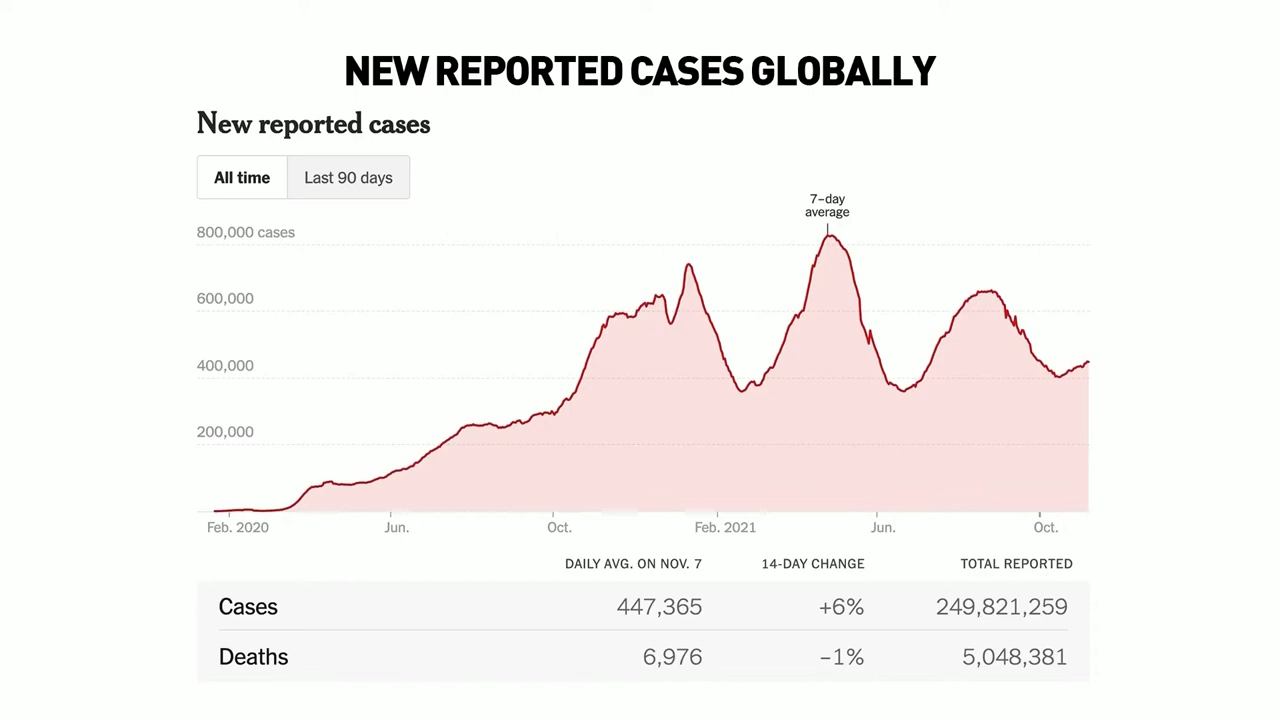 NEW REPORTED CASES GLOBALLY
New reported cases
All time Last 90 days
7-day
average
800,000 cases
600,000
400,000
200,000
Feb. 2020 Jun. Oct. Feb. 2021 Jun. Oct.
DAILY AVG. ON NOV. 7 14-DAY CHANGE TOTAL REPORTED
Cases 447,365 +6% 249,821,259
Deaths 6,976 –1% 5,048,381